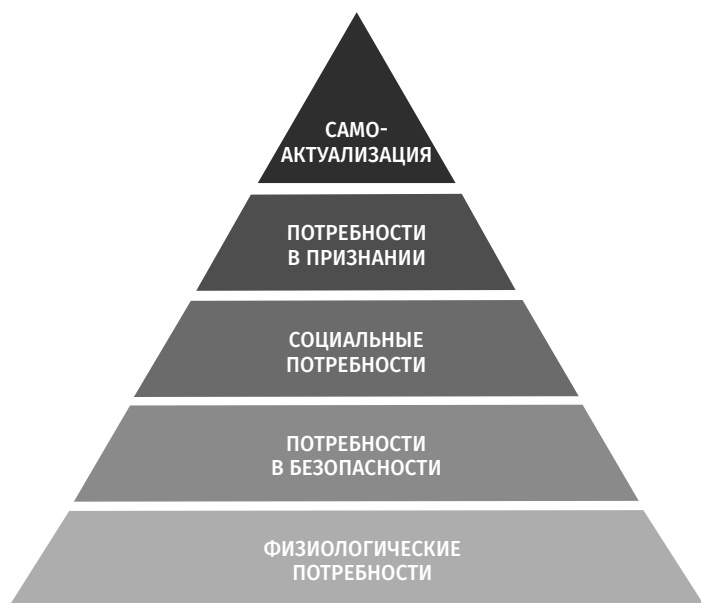 САМО-
АКТУАЛИЗАЦИЯ
ПОТРЕБНОСТИ
В ПРИЗНАНИИ
СОЦИАЛЬНЫЕ
ПОТРЕБНОСТИ
ПОТРЕБНОСТИ
В БЕЗОПАСНОСТИ
ФИЗИОЛОГИЧЕСКИЕ
ПОТРЕБНОСТИ